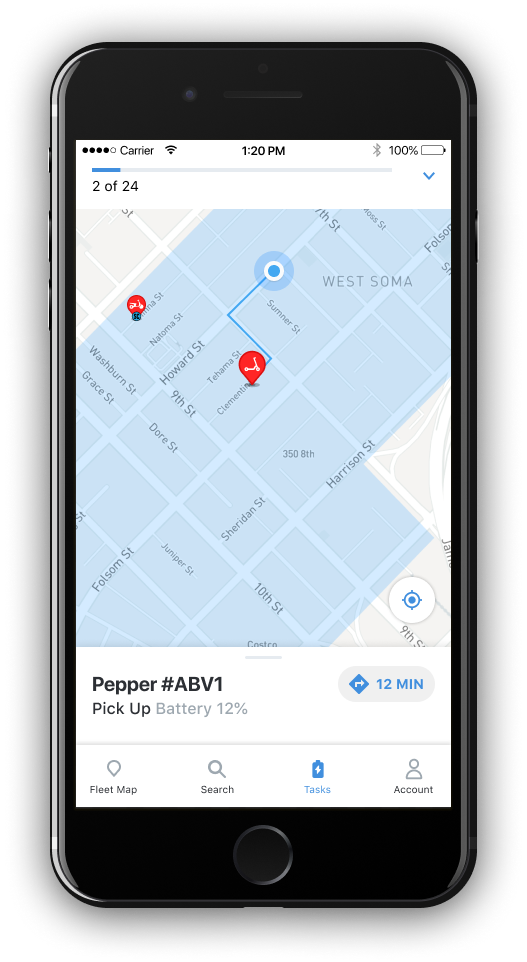 Carrier 1:20 PM 100%
2 of 24
7th St
Folsom
WEST SOMA
Natoma St
Sumner St
Howard St
Washburn St
Tehama St
Grace St
9th St
Clementina
Dore St
350 8th
Harrison St
Sheridan St
Juniper St
Folsom St
10th St
9th St
Costco
Pepper #ABV1
12 MIN
Pick Up Battery 12%
Fleet Map Search Tasks Account